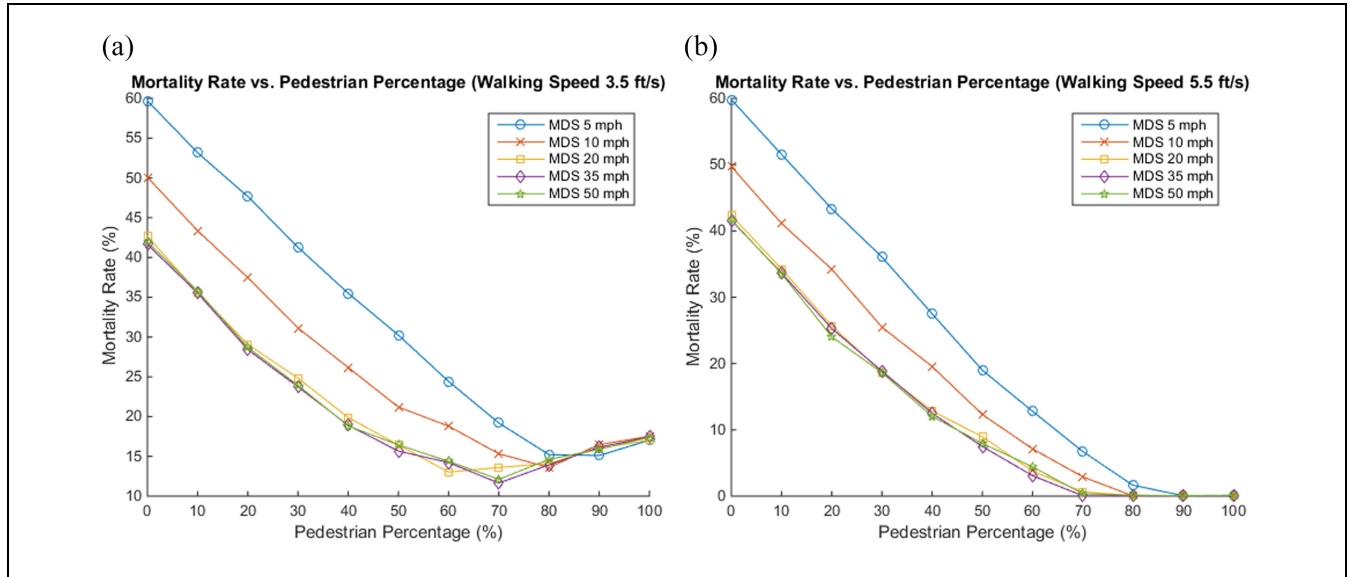 (a)
Mortality Rate vs. Pedestrian Percentage (Walking Speed 3.5 ft/s)
60
55
50
45
40
35
30
25
20
15
10
Mortality Rate (%)
0 10 20 30 40 50 60 70 80 90 100
Pedestrian Percentage (%)
MDS 5 mph
MDS 10 mph
MDS 20 mph
MDS 35 mph
MDS 50 mph
(b)
Mortality Rate vs. Pedestrian Percentage (Walking Speed 5.5 ft/s)
60
50
40
30
20
10
0
Mortality Rate (%)
0 10 20 30 40 50 60 70 80 90 100
Pedestrian Percentage (%)
MDS 5 mph
MDS 10 mph
MDS 20 mph
MDS 35 mph
MDS 50 mph